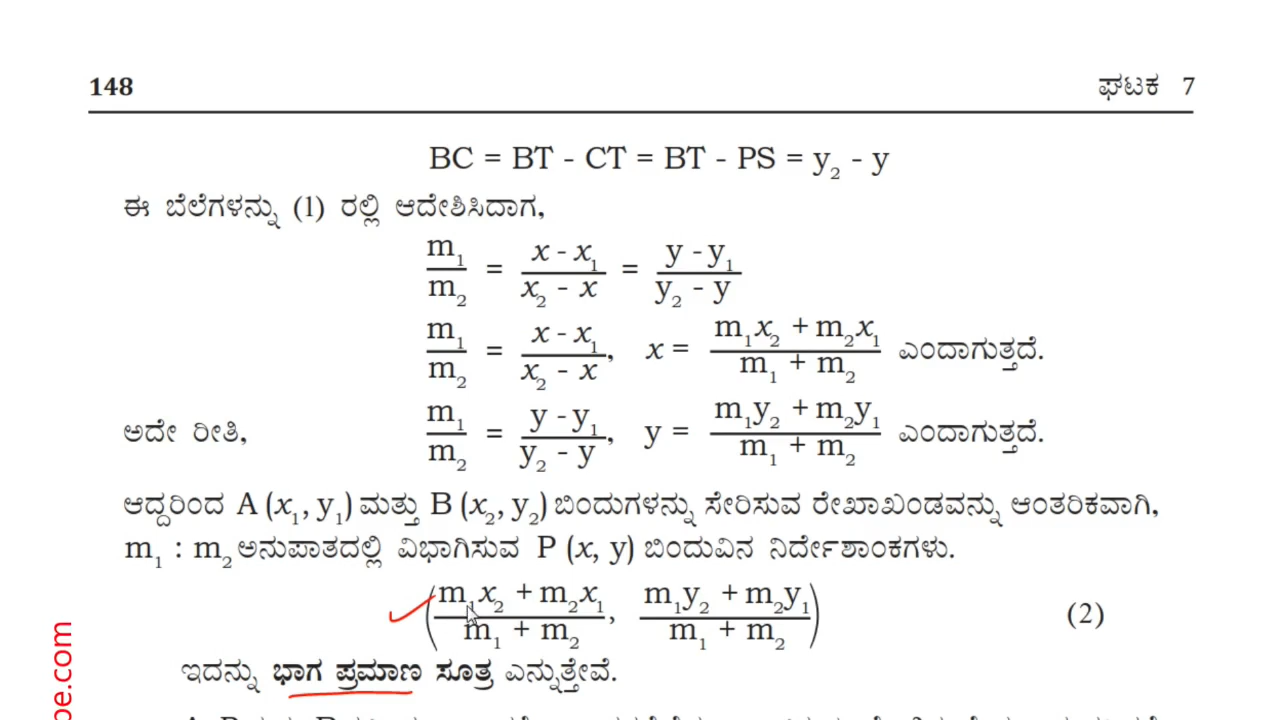 148 ಘಟಕ 7
BC = BT - CT = BT - PS = y₂ - y
ಈ ಬೆಲೆಗಳನ್ನು (1) ರಲ್ಲಿ ಆದೇಶಿಸಿದಾಗ,
m₁/m₂ = (x - x₁)/(x₂ - x) = (y - y₁)/(y₂ - y)
m₁/m₂ = (x - x₁)/(x₂ - x), x = (m₁x₂ + m₂x₁)/(m₁ + m₂) ಎಂದಾಗುತ್ತದೆ.
ಅದೇ ರೀತಿ, m₁/m₂ = (y - y₁)/(y₂ - y), y = (m₁y₂ + m₂y₁)/(m₁ + m₂) ಎಂದಾಗುತ್ತದೆ.
ಆದ್ದರಿಂದ A (x₁, y₁) ಮತ್ತು B (x₂, y₂) ಬಿಂದುಗಳನ್ನು ಸೇರಿಸುವ ರೇಖಾಖಂಡವನ್ನು ಆಂತರಿಕವಾಗಿ,
m₁ : m₂ ಅನುಪಾತದಲ್ಲಿ ವಿಭಾಗಿಸುವ P (x, y) ಬಿಂದುವಿನ ನಿರ್ದೇಶಾಂಕಗಳು.
((m₁x₂ + m₂x₁)/(m₁ + m₂), (m₁y₂ + m₂y₁)/(m₁ + m₂)) (2)
ಇದನ್ನು ಭಾಗ ಪ್ರಮಾಣ ಸೂತ್ರ ಎನ್ನುತ್ತೇವೆ.
be.com